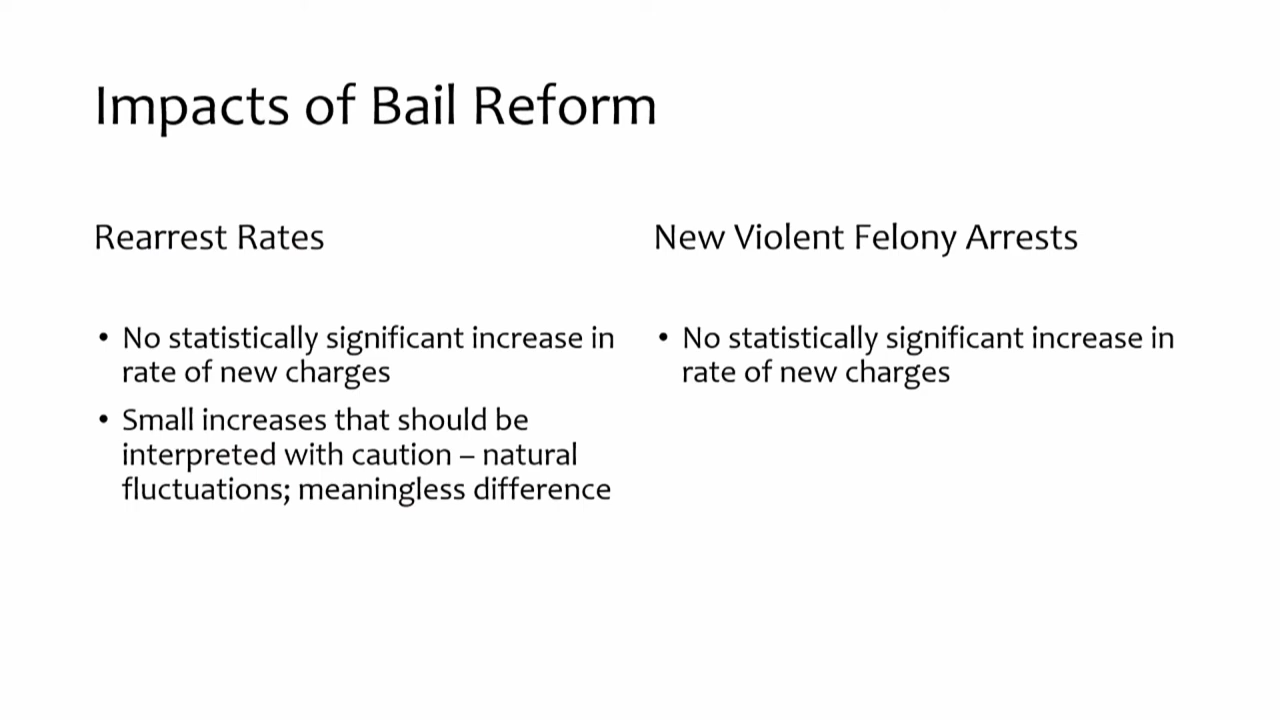 Impacts of Bail Reform
Rearrest Rates
• No statistically significant increase in
rate of new charges
• Small increases that should be
interpreted with caution – natural
fluctuations; meaningless difference
New Violent Felony Arrests
• No statistically significant increase in
rate of new charges